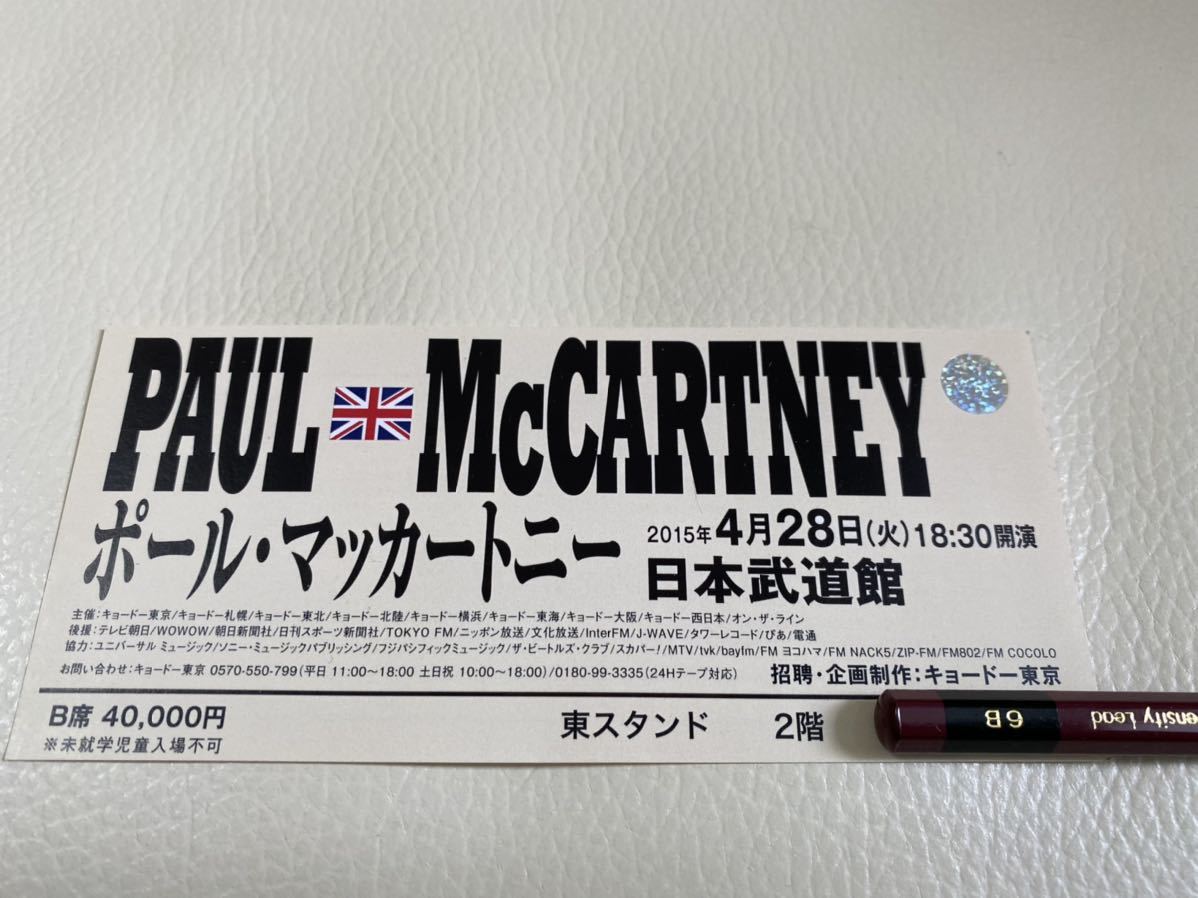 PAUL McCARTNEY
ポール・マッカートニー
2015年4月28日(火)18:30開演
日本武道館
主催:キョードー東京/キョードー札幌/キョードー東北/キョードー北陸/キョードー横浜/キョードー東海/キョードー大阪/キョードー西日本/オン・ザ・ライン
後援:テレビ朝日/WOWOW/朝日新聞社/日刊スポーツ新聞社/TOKYO FM/ニッポン放送/文化放送/InterFM/J-WAVE/タワーレコード/ぴあ/電通
協力:ユニバーサル ミュージック/ソニー・ミュージックパブリッシング/フジパシフィックミュージック/ザ・ビートルズ・クラブ/スカパー!/MTV/tvk/bayfm/FM ヨコハマ/FM NACK5/ZIP-FM/FM802/FM COCOLO
お問い合わせ:キョードー東京 0570-550-799(平日 11:00〜18:00 土日祝 10:00〜18:00)/0180-99-3335(24Hテープ対応)
招聘・企画制作:キョードー東京
B席 40,000円
東スタンド 2階
※未就学児童入場不可
6B
ensity Lead